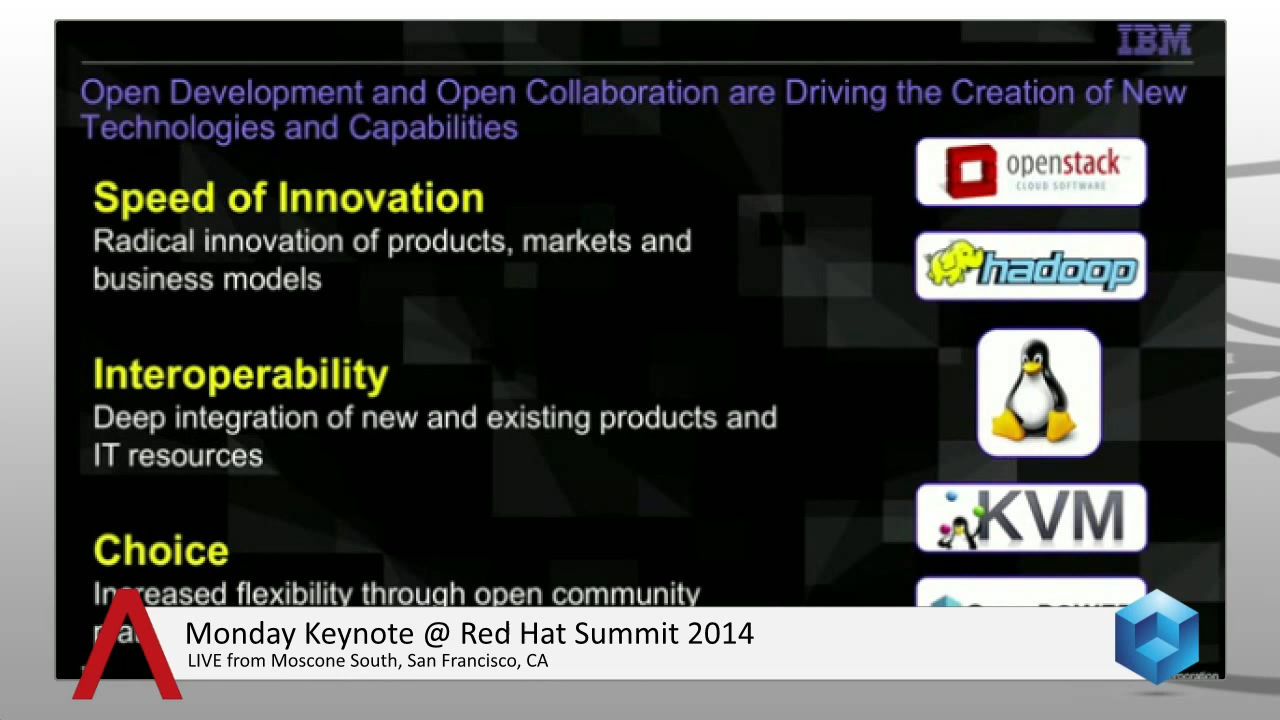 IBM
Open Development and Open Collaboration are Driving the Creation of New
Technologies and Capabilities
openstack
CLOUD SOFTWARE
Speed of Innovation
Radical innovation of products, markets and
business models
hadoop
Interoperability
Deep integration of new and existing products and
IT resources
KVM
Choice
Increased flexibility through open community
Monday Keynote @ Red Hat Summit 2014
LIVE from Moscone South, San Francisco, CA